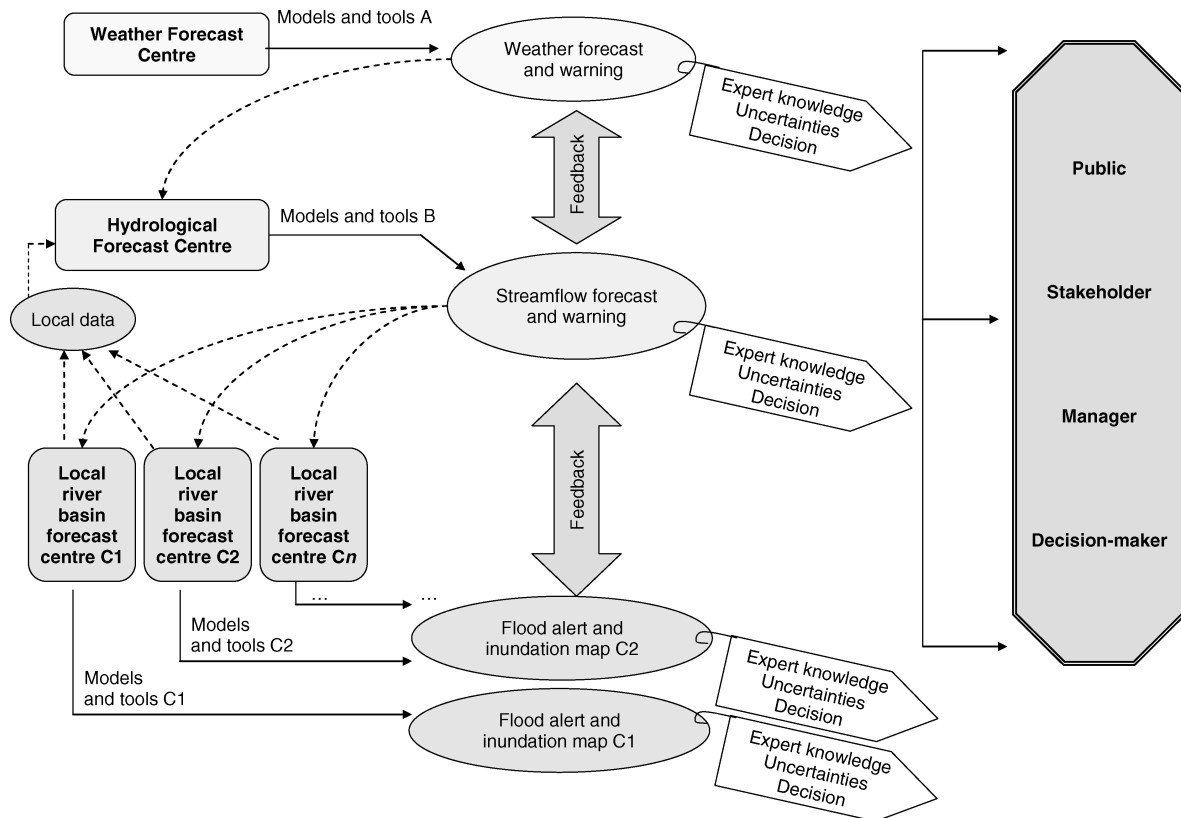 Models and tools A
Weather Forecast
Centre
Weather forecast
and warning
Expert knowledge
Uncertainties
Decision
Feedback
Public
Models and tools B
Hydrological
Forecast Centre
Streamflow forecast
and warning
Stakeholder
Local data
Expert knowledge
Uncertainties
Decision
Manager
Local
river
basin
forecast
centre C1
Local
river
basin
forecast
centre C2
Local
river
basin
forecast
centre Cn
Feedback
Decision-maker
...
...
Models
and tools C2
Flood alert and
inundation map C2
Expert knowledge
Uncertainties
Decision
Models
and tools C1
Flood alert and
inundation map C1
Expert knowledge
Uncertainties
Decision